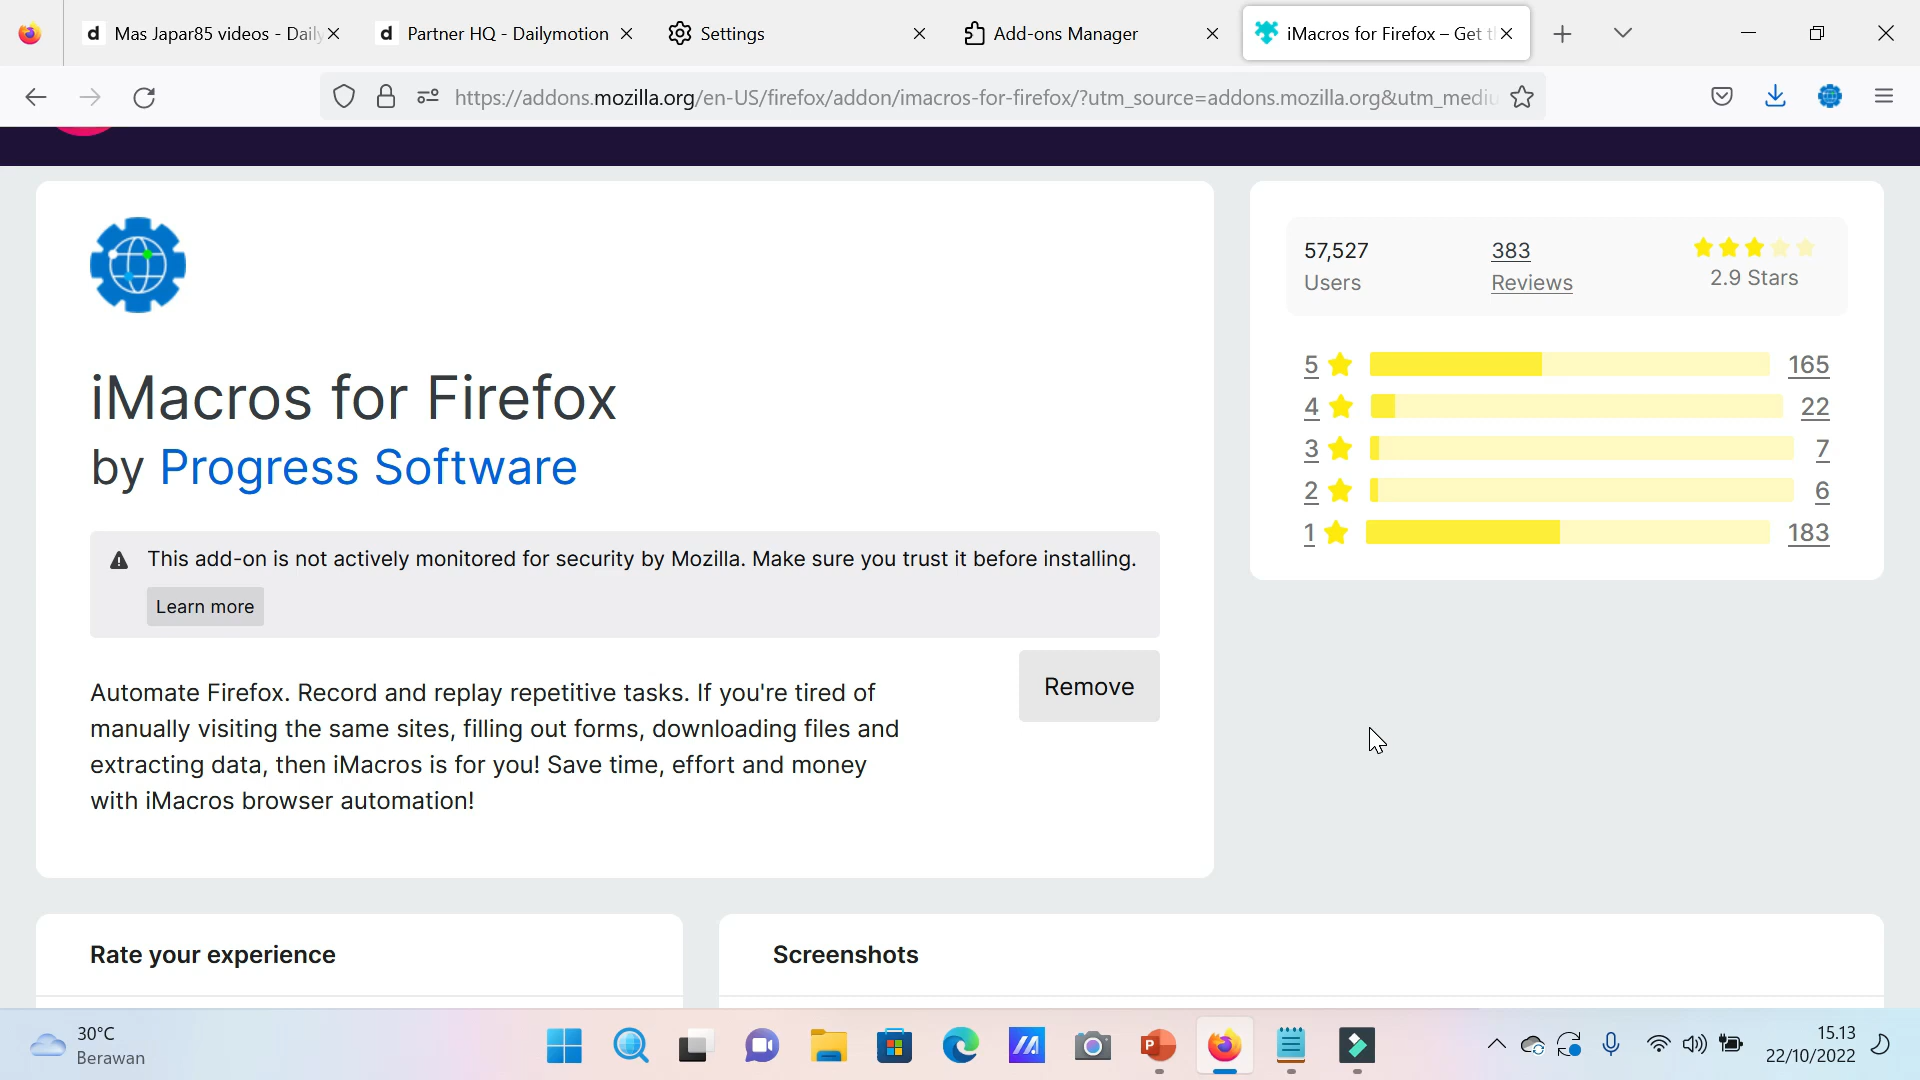 Mas Japar85 videos - Daily
Partner HQ - Dailymotion
Settings
Add-ons Manager
iMacros for Firefox – Get t
https://addons.mozilla.org/en-US/firefox/addon/imacros-for-firefox/?utm_source=addons.mozilla.org&utm_mediu
iMacros for Firefox
by Progress Software
This add-on is not actively monitored for security by Mozilla. Make sure you trust it before installing.
Learn more
Automate Firefox. Record and replay repetitive tasks. If you're tired of
manually visiting the same sites, filling out forms, downloading files and
extracting data, then iMacros is for you! Save time, effort and money
with iMacros browser automation!
Remove
57,527
Users
383
Reviews
2.9 Stars
5 165
4 22
3 7
2 6
1 183
Rate your experience
Screenshots
30°C
Berawan
15.13
22/10/2022